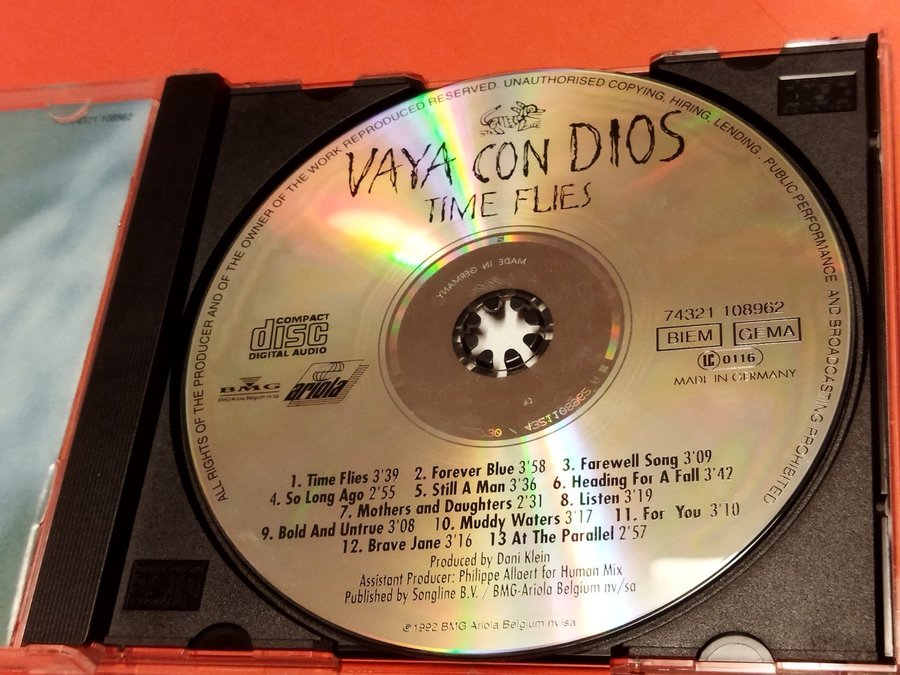 ALL RIGHTS OF THE PRODUCER AND OF THE OWNER OF THE WORK REPRODUCED RESERVED. UNAUTHORISED COPYING, HIRING, LENDING, PUBLIC PERFORMANCE AND BROADCASTING PROHIBITED
VAYA CON DIOS
TIME FLIES
MADE IN GERMANY
COMPACT
disc
DIGITAL AUDIO
BMG
ariola
BMG/Ariola Belgium nv/sa
74321 108962
BIEM GEMA
LC 0116
MADE IN GERMANY
1. Time Flies 3'39 2. Forever Blue 3'58 3. Farewell Song 3'09
4. So Long Ago 2'55 5. Still A Man 3'36 6. Heading For A Fall 3'42
7. Mothers and Daughters 2'31 8. Listen 3'19
9. Bold And Untrue 3'08 10. Muddy Waters 3'17 11. For You 3'10
12. Brave Jane 3'16 13 At The Parallel 2'57
Produced by Dani Klein
Assistant Producer: Philippe Allaert for Human Mix
Published by Songline B.V. / BMG-Ariola Belgium nv/sa
℗1992 BMG Ariola Belgium nv/sa